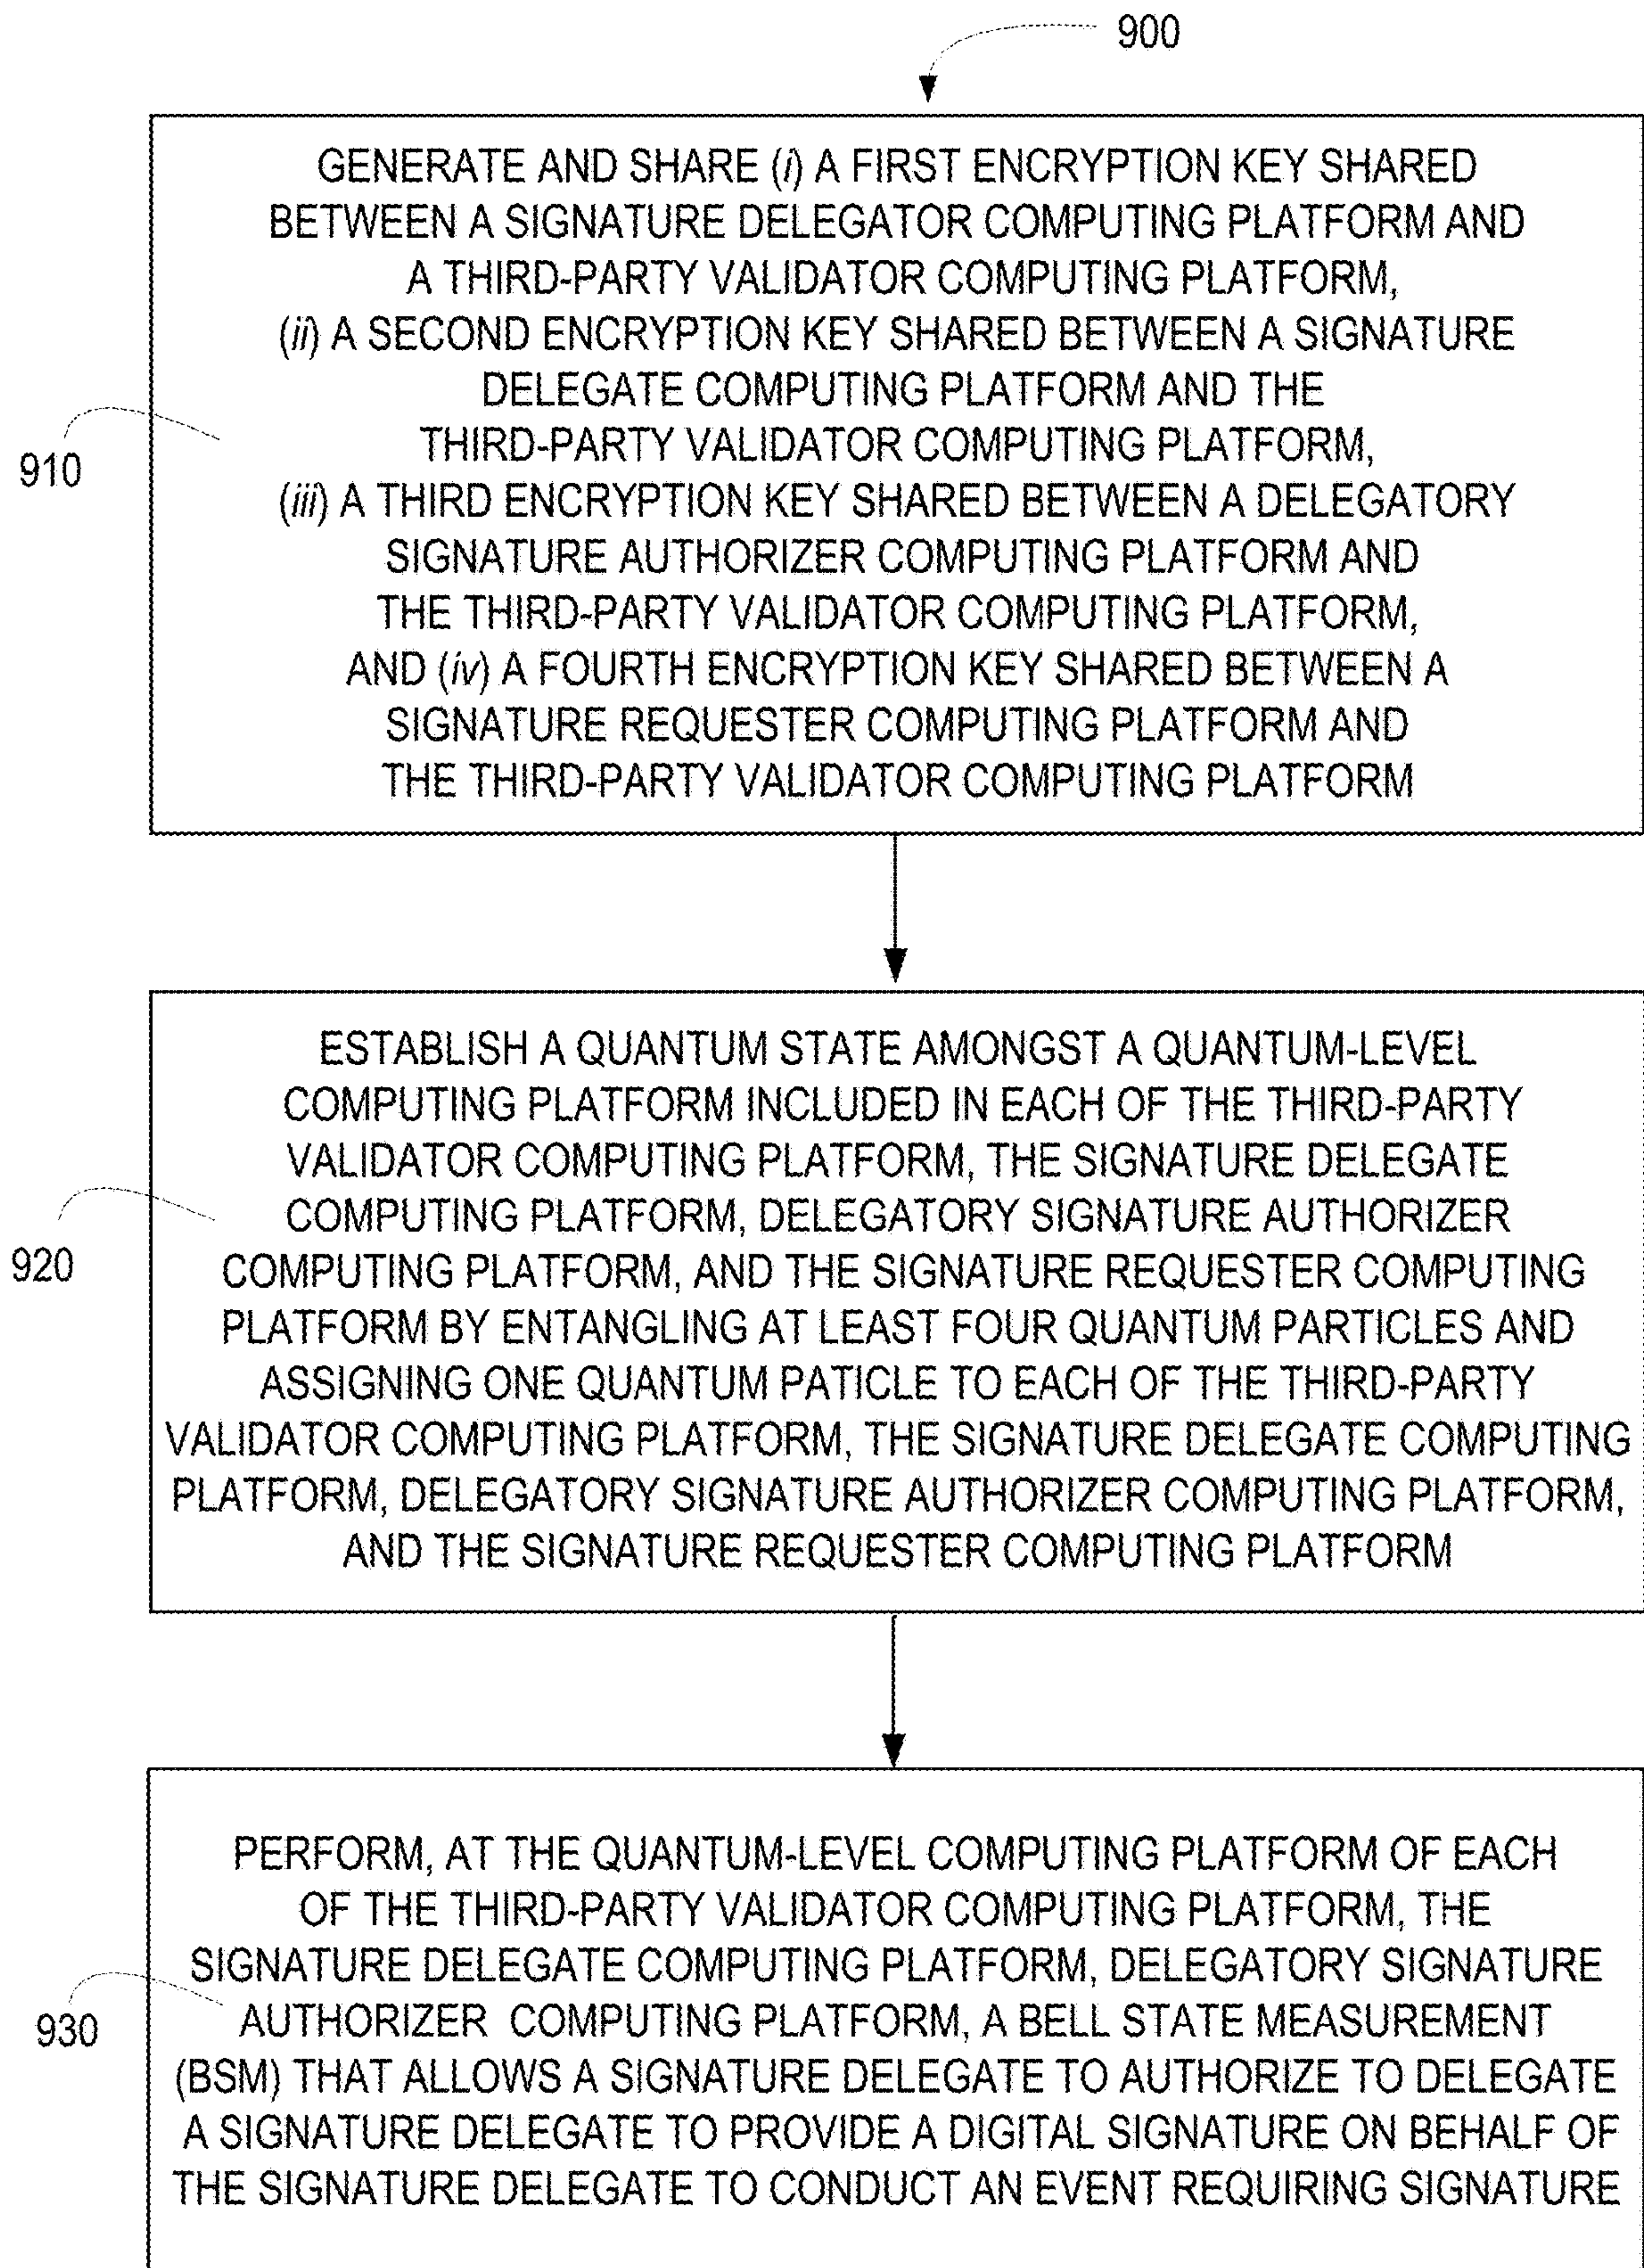 900
GENERATE AND SHARE (i) A FIRST ENCRYPTION KEY SHARED
BETWEEN A SIGNATURE DELEGATOR COMPUTING PLATFORM AND
A THIRD-PARTY VALIDATOR COMPUTING PLATFORM,
(ii) A SECOND ENCRYPTION KEY SHARED BETWEEN A SIGNATURE
DELEGATE COMPUTING PLATFORM AND THE
THIRD-PARTY VALIDATOR COMPUTING PLATFORM,
(iii) A THIRD ENCRYPTION KEY SHARED BETWEEN A DELEGATORY
SIGNATURE AUTHORIZER COMPUTING PLATFORM AND
THE THIRD-PARTY VALIDATOR COMPUTING PLATFORM,
AND (iv) A FOURTH ENCRYPTION KEY SHARED BETWEEN A
SIGNATURE REQUESTER COMPUTING PLATFORM AND
THE THIRD-PARTY VALIDATOR COMPUTING PLATFORM
910
ESTABLISH A QUANTUM STATE AMONGST A QUANTUM-LEVEL
COMPUTING PLATFORM INCLUDED IN EACH OF THE THIRD-PARTY
VALIDATOR COMPUTING PLATFORM, THE SIGNATURE DELEGATE
COMPUTING PLATFORM, DELEGATORY SIGNATURE AUTHORIZER
COMPUTING PLATFORM, AND THE SIGNATURE REQUESTER COMPUTING
PLATFORM BY ENTANGLING AT LEAST FOUR QUANTUM PARTICLES AND
ASSIGNING ONE QUANTUM PATICLE TO EACH OF THE THIRD-PARTY
VALIDATOR COMPUTING PLATFORM, THE SIGNATURE DELEGATE COMPUTING
PLATFORM, DELEGATORY SIGNATURE AUTHORIZER COMPUTING PLATFORM,
AND THE SIGNATURE REQUESTER COMPUTING PLATFORM
920
PERFORM, AT THE QUANTUM-LEVEL COMPUTING PLATFORM OF EACH
OF THE THIRD-PARTY VALIDATOR COMPUTING PLATFORM, THE
SIGNATURE DELEGATE COMPUTING PLATFORM, DELEGATORY SIGNATURE
AUTHORIZER COMPUTING PLATFORM, A BELL STATE MEASUREMENT
(BSM) THAT ALLOWS A SIGNATURE DELEGATE TO AUTHORIZE TO DELEGATE
A SIGNATURE DELEGATE TO PROVIDE A DIGITAL SIGNATURE ON BEHALF OF
THE SIGNATURE DELEGATE TO CONDUCT AN EVENT REQUIRING SIGNATURE
930